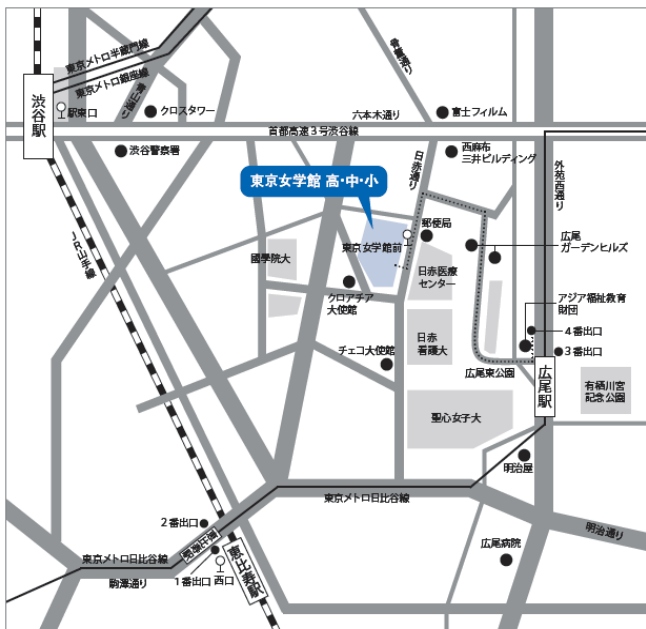 東京メトロ半蔵門線
東京メトロ銀座線
渋谷駅
駅東口
青山通り
クロスタワー
骨董通り
六本木通り
富士フィルム
首都高速3号渋谷線
渋谷警察署
西麻布
三井ビルディング
日赤通り
外苑西通り
東京女学館 高・中・小
JR山手線
國學院大
東京女学館前
郵便局
広尾
ガーデンヒルズ
日赤医療
センター
クロアチア
大使館
アジア福祉教育
財団
4番出口
3番出口
チェコ大使館
日赤
看護大
広尾東公園
広尾駅
有栖川宮
記念公園
聖心女子大
明治屋
東京メトロ日比谷線
明治通り
2番出口
恵比寿駅
東京メトロ日比谷線
駒澤通り
1番出口
西口
恵比寿駅
広尾病院